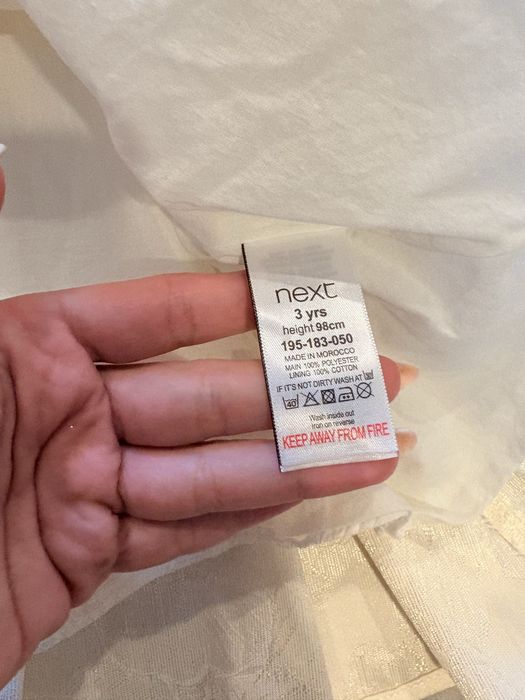 next
3 yrs
height 98cm
195-183-050
MADE IN MOROCCO
MAIN 100% POLYESTER
LINING 100% COTTON
IF IT'S NOT DIRTY WASH AT
40
Wash inside out
Iron on reverse
KEEP AWAY FROM FIRE